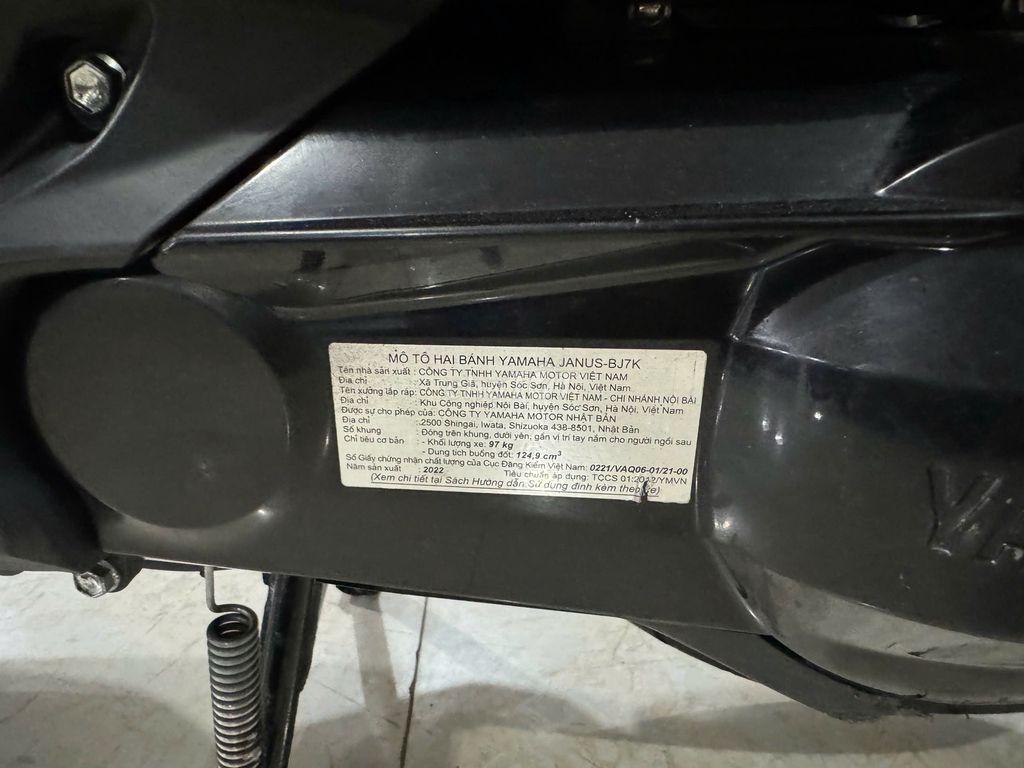 MÔ TÔ HAI BÁNH YAMAHA JANUS-BJ7K
Tên nhà sản xuất : CÔNG TY TNHH YAMAHA MOTOR VIỆT NAM
Địa chỉ : Xã Trung Giã, huyện Sóc Sơn, Hà Nội, Việt Nam
Tên xưởng lắp ráp: CÔNG TY TNHH YAMAHA MOTOR VIỆT NAM - CHI NHÁNH NỘI BÀI
Địa chỉ : Khu Công nghiệp Nội Bài, huyện Sóc Sơn, Hà Nội, Việt Nam
Được sự cho phép của: CÔNG TY YAMAHA MOTOR NHẬT BẢN
Địa chỉ : 2500 Shingai, Iwata, Shizuoka 438-8501, Nhật Bản
Số khung : Đóng trên khung, dưới yên; gần vị trí tay nắm cho người ngồi sau
Chỉ tiêu cơ bản : - Khối lượng xe: 97 kg
- Dung tích buồng đốt: 124,9 cm³
Số Giấy chứng nhận chất lượng của Cục Đăng Kiểm Việt Nam: 0221/VAQ06-01/21-00
Năm sản xuất : 2022 Tiêu chuẩn áp dụng: TCCS 01:2012/YMVN
(Xem chi tiết tại Sách Hướng dẫn Sử dụng đính kèm theo xe)